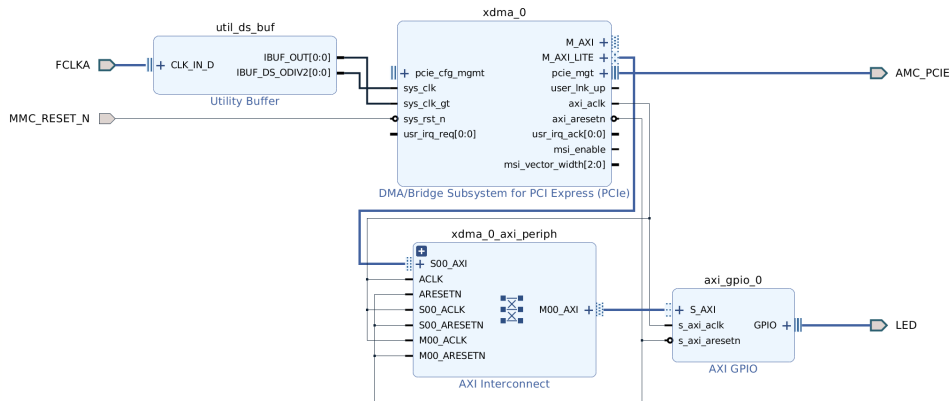 util_ds_buf
FCLKA
CLK_IN_D
IBUF_OUT[0:0]
IBUF_DS_ODIV2[0:0]
Utility Buffer
MMC_RESET_N
xdma_0
pcie_cfg_mgmt
sys_clk
sys_clk_gt
sys_rst_n
usr_irq_req[0:0]
M_AXI
M_AXI_LITE
pcie_mgt
user_lnk_up
axi_aclk
axi_aresetn
usr_irq_ack[0:0]
msi_enable
msi_vector_width[2:0]
DMA/Bridge Subsystem for PCI Express (PCIe)
AMC_PCIE
xdma_0_axi_periph
S00_AXI
ACLK
ARESETN
S00_ACLK
S00_ARESETN
M00_ACLK
M00_ARESETN
M00_AXI
AXI Interconnect
axi_gpio_0
S_AXI
s_axi_aclk
s_axi_aresetn
GPIO
AXI GPIO
LED